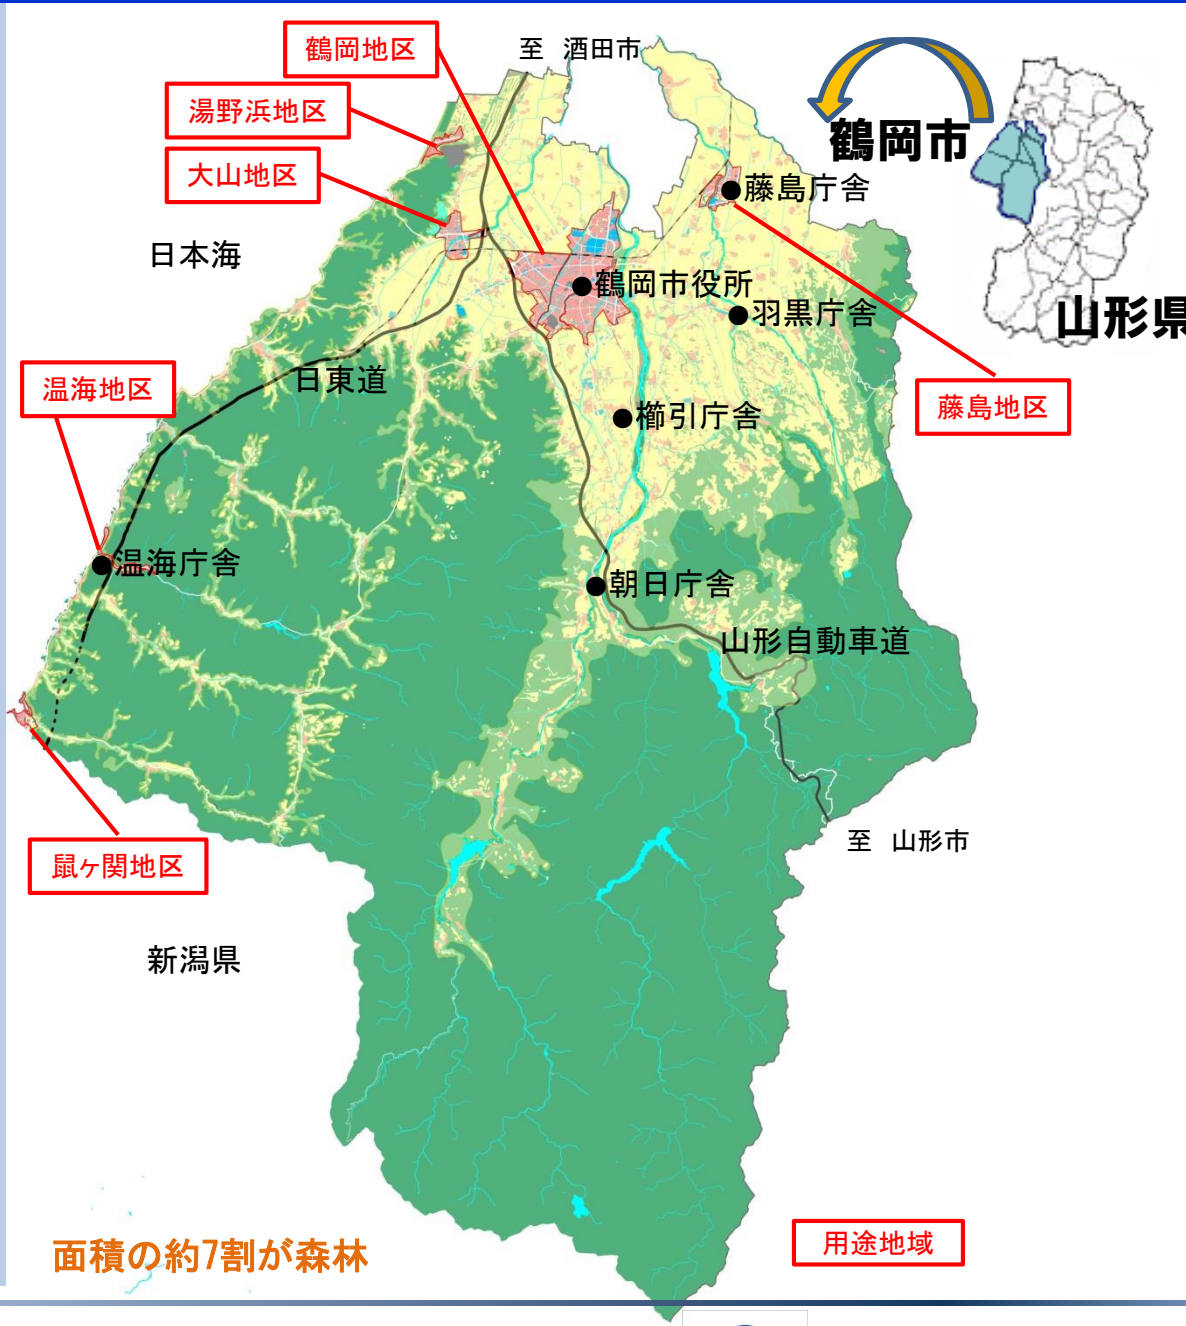 鶴岡地区
至 酒田市
湯野浜地区
鶴岡市
大山地区
藤島庁舎
日本海
鶴岡市役所
羽黒庁舎
山形県
日東道
温海地区
藤島地区
櫛引庁舎
温海庁舎
朝日庁舎
山形自動車道
至 山形市
鼠ヶ関地区
新潟県
用途地域
面積の約7割が森林